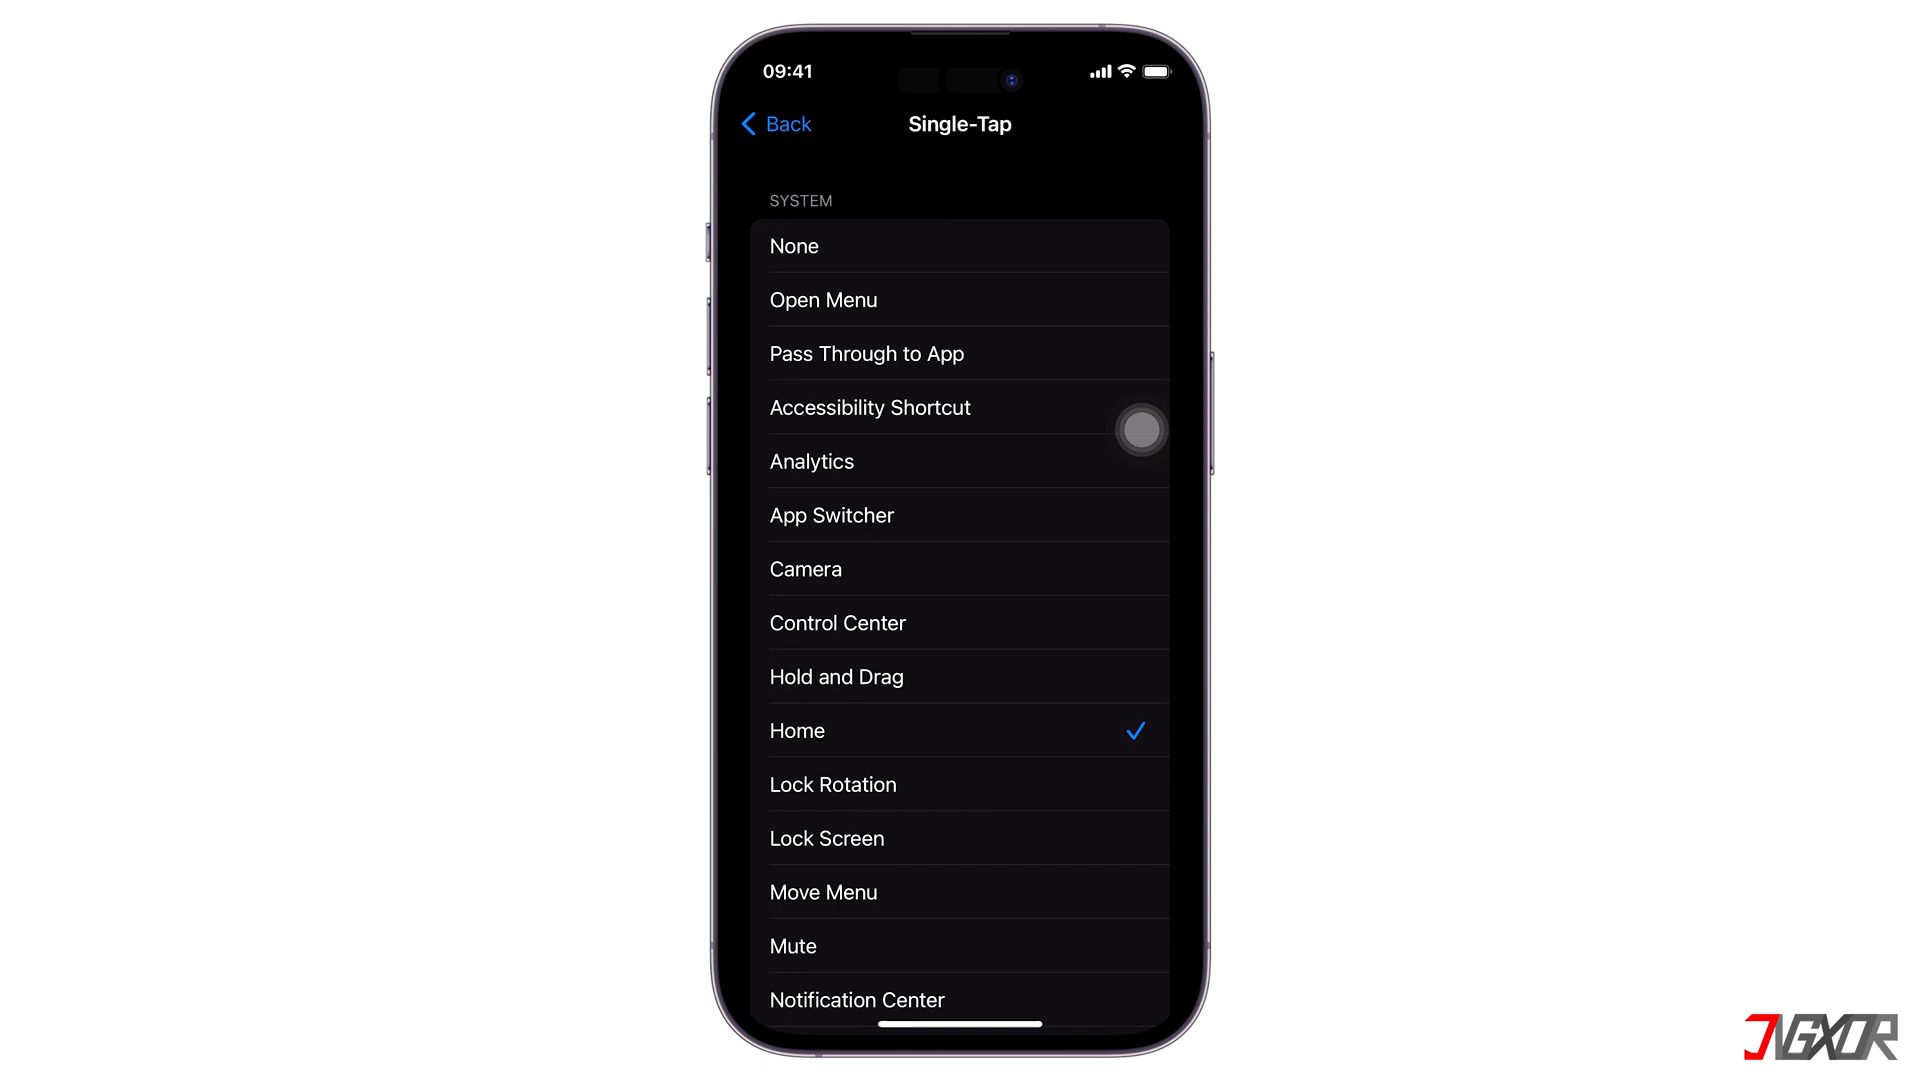 09:41
Back
Single-Tap
SYSTEM
None
Open Menu
Pass Through to App
Accessibility Shortcut
Analytics
App Switcher
Camera
Control Center
Hold and Drag
Home
Lock Rotation
Lock Screen
Move Menu
Mute
Notification Center
JVGXOR